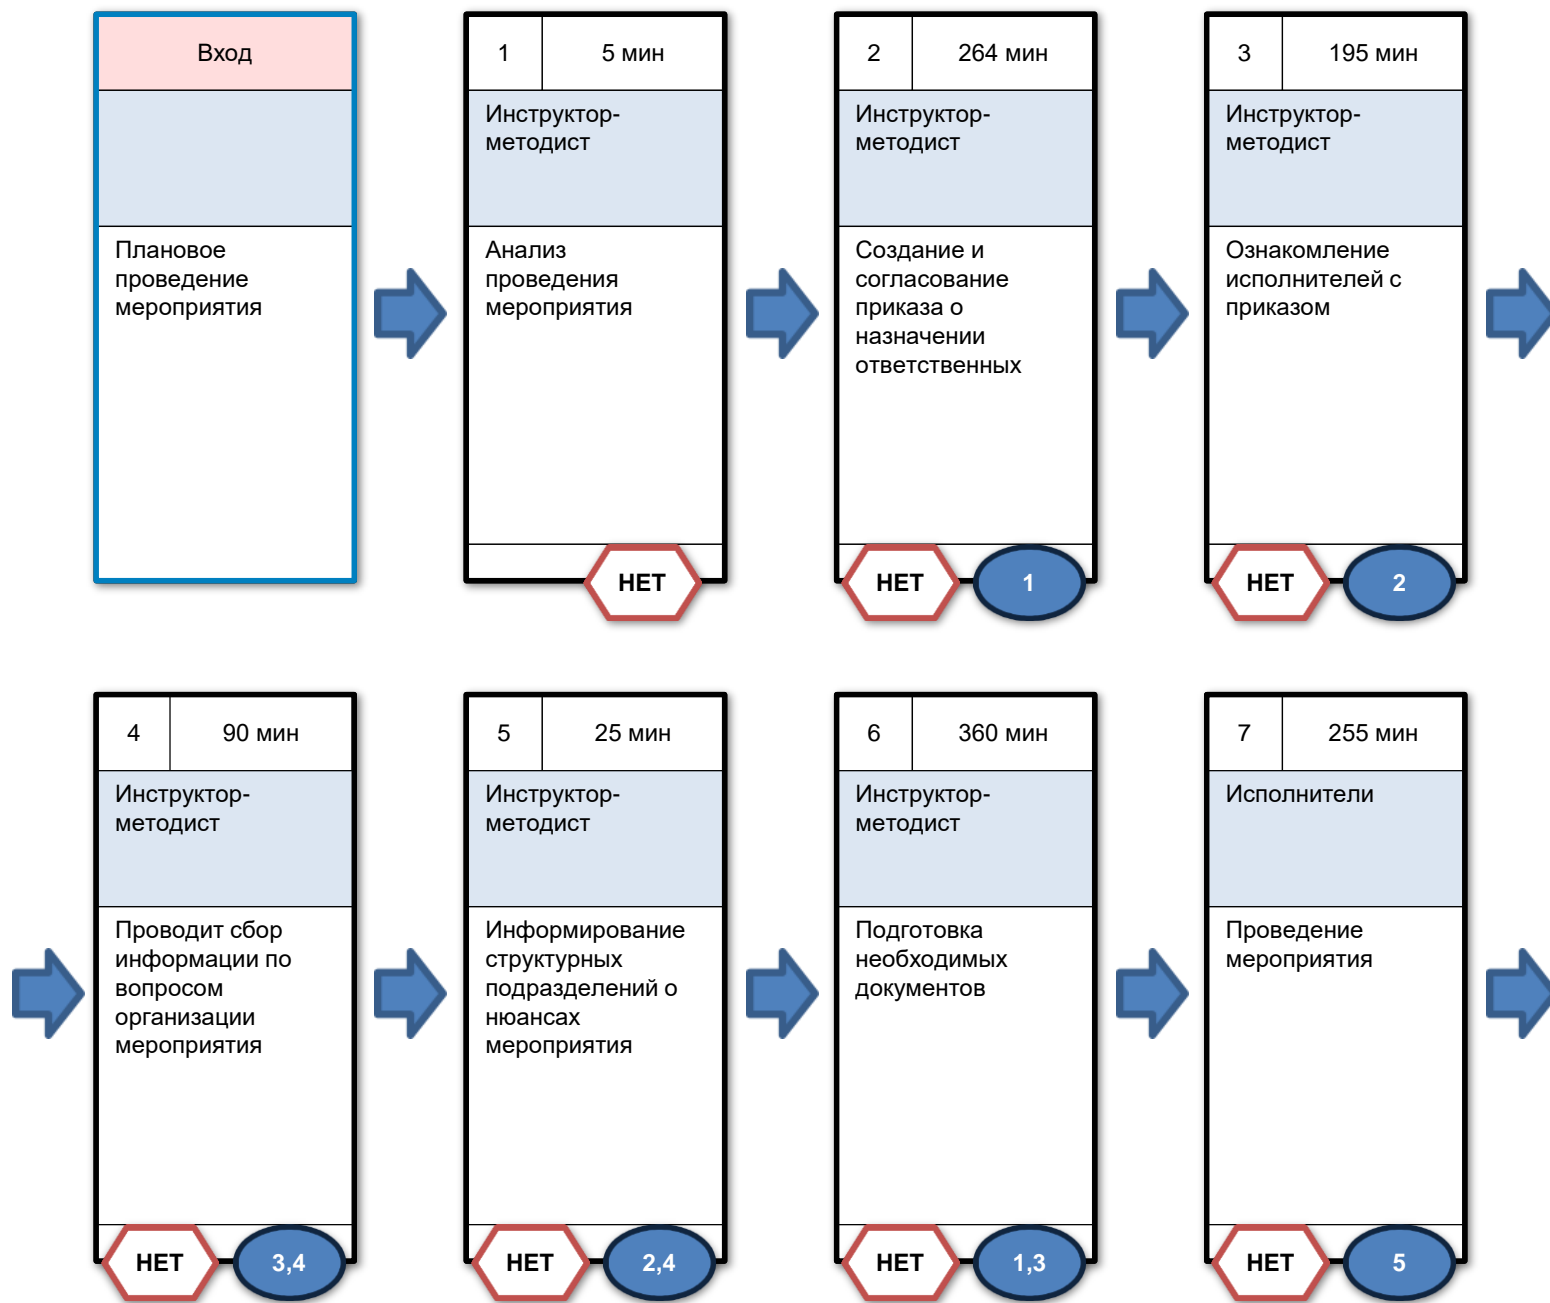 Вход
Плановое
проведение
мероприятия
1 5 мин
Инструктор-
методист
Анализ
проведения
мероприятия
НЕТ
2 264 мин
Инструктор-
методист
Создание и
согласование
приказа о
назначении
ответственных
НЕТ 1
3 195 мин
Инструктор-
методист
Ознакомление
исполнителей с
приказом
НЕТ 2
4 90 мин
Инструктор-
методист
Проводит сбор
информации по
вопросом
организации
мероприятия
НЕТ 3,4
5 25 мин
Инструктор-
методист
Информирование
структурных
подразделений о
нюансах
мероприятия
НЕТ 2,4
6 360 мин
Инструктор-
методист
Подготовка
необходимых
документов
НЕТ 1,3
7 255 мин
Исполнители
Проведение
мероприятия
НЕТ 5